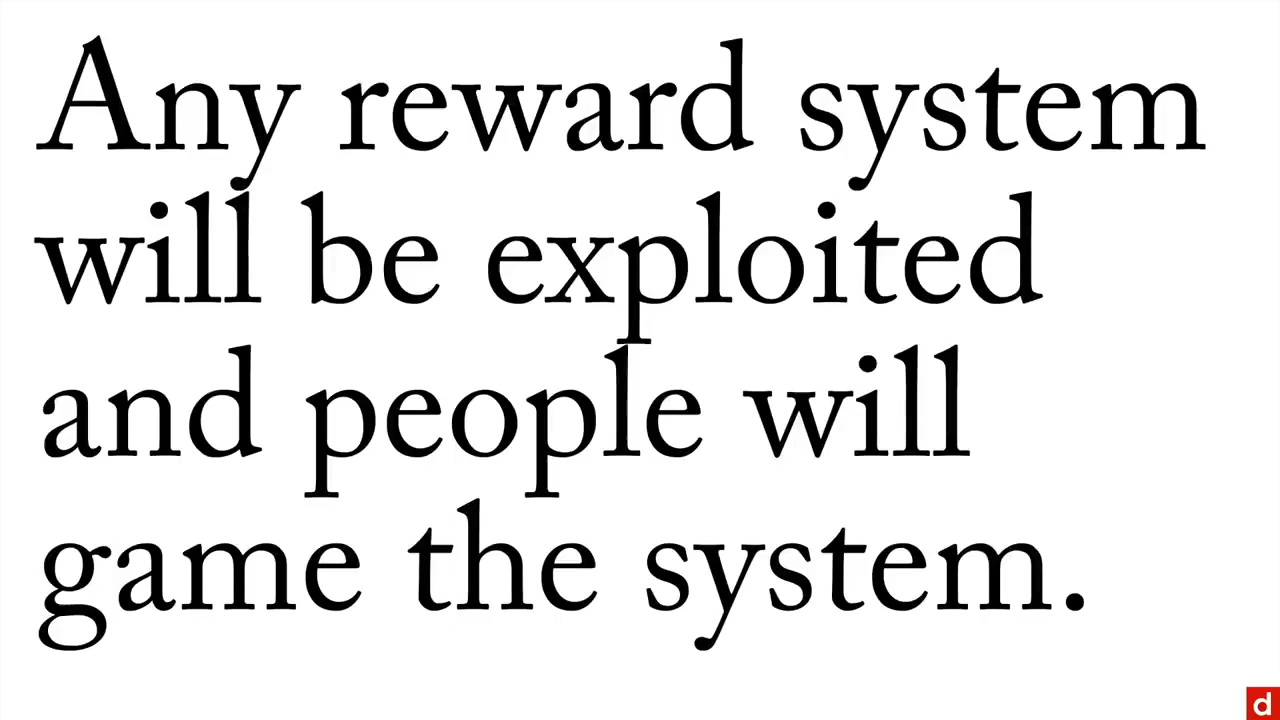 Any reward system
will be exploited
and people will
game the system.
d